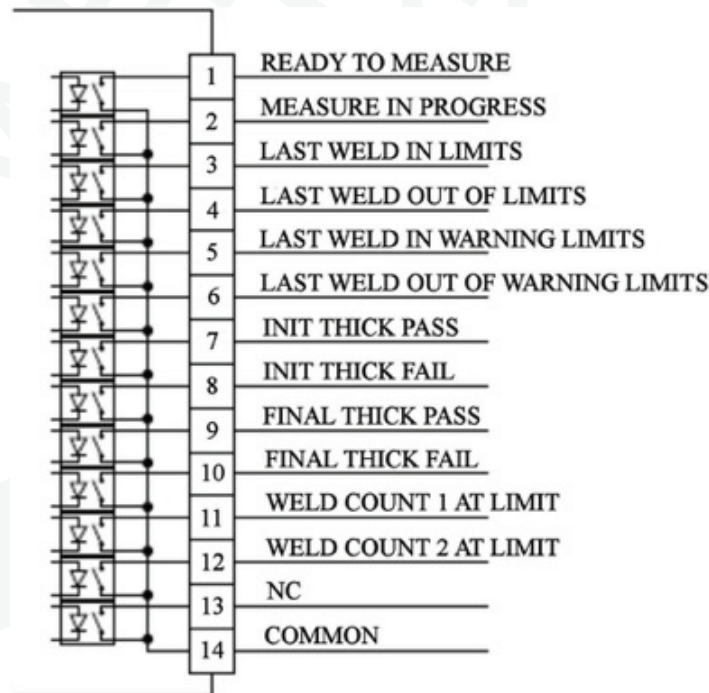 1 READY TO MEASURE
2 MEASURE IN PROGRESS
3 LAST WELD IN LIMITS
4 LAST WELD OUT OF LIMITS
5 LAST WELD IN WARNING LIMITS
6 LAST WELD OUT OF WARNING LIMITS
7 INIT THICK PASS
8 INIT THICK FAIL
9 FINAL THICK PASS
10 FINAL THICK FAIL
11 WELD COUNT 1 AT LIMIT
12 WELD COUNT 2 AT LIMIT
13 NC
14 COMMON